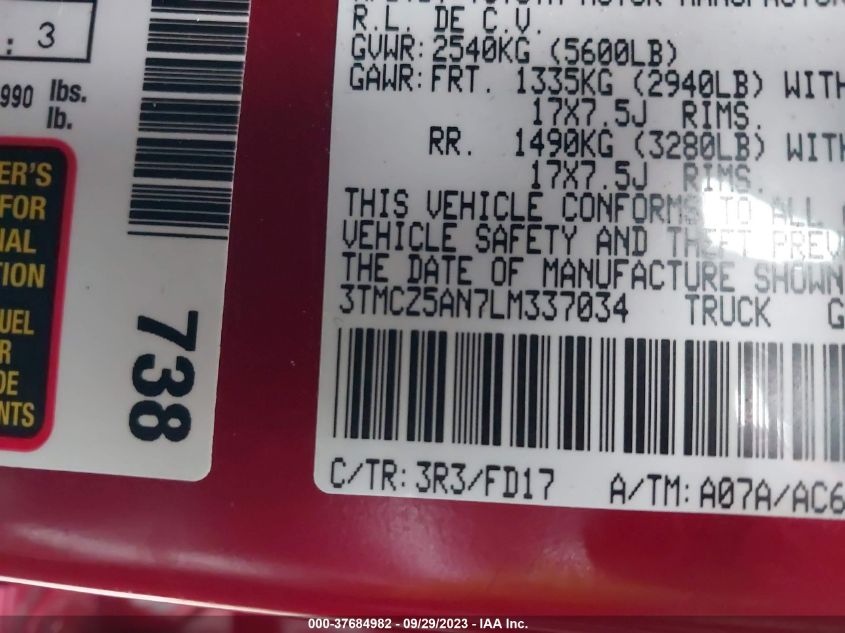 : 3
990 lbs.
lb.
ER'S
FOR
NAL
TION
UEL
R
DE
NTS
738
TOYOTA MOTOR
R.L. DE C.V.
GVWR: 2540KG (5600LB)
GAWR: FRT. 1335KG (2940LB) WITH
17X7.5J RIMS.
RR. 1490KG (3280LB) WITH
17X7.5J RIMS.
THIS VEHICLE CONFORMS TO ALL
VEHICLE SAFETY AND THEFT PREV
THE DATE OF MANUFACTURE SHOWN
3TMCZ5AN7LM337034 TRUCK G
C/TR: 3R3/FD17 A/TM: A07A/AC6
000-37684982 / 09/29/2023 - IAA Inc.